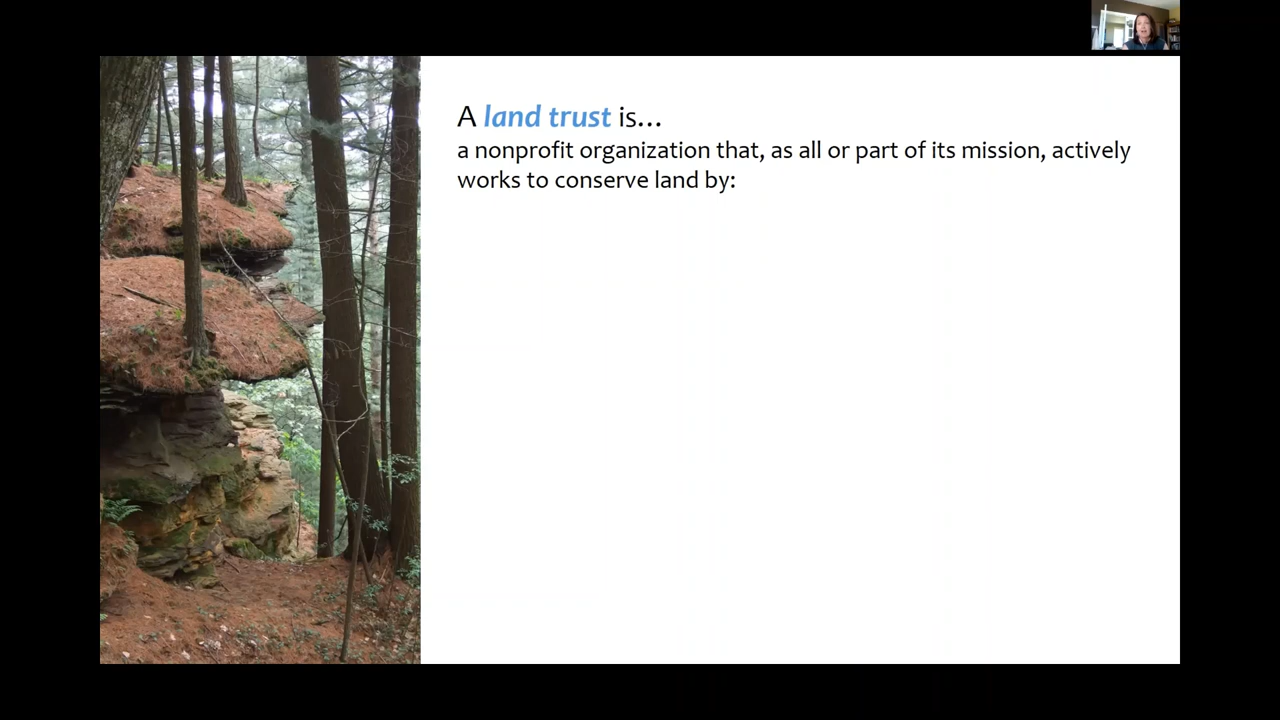 A land trust is…
a nonprofit organization that, as all or part of its mission, actively
works to conserve land by: